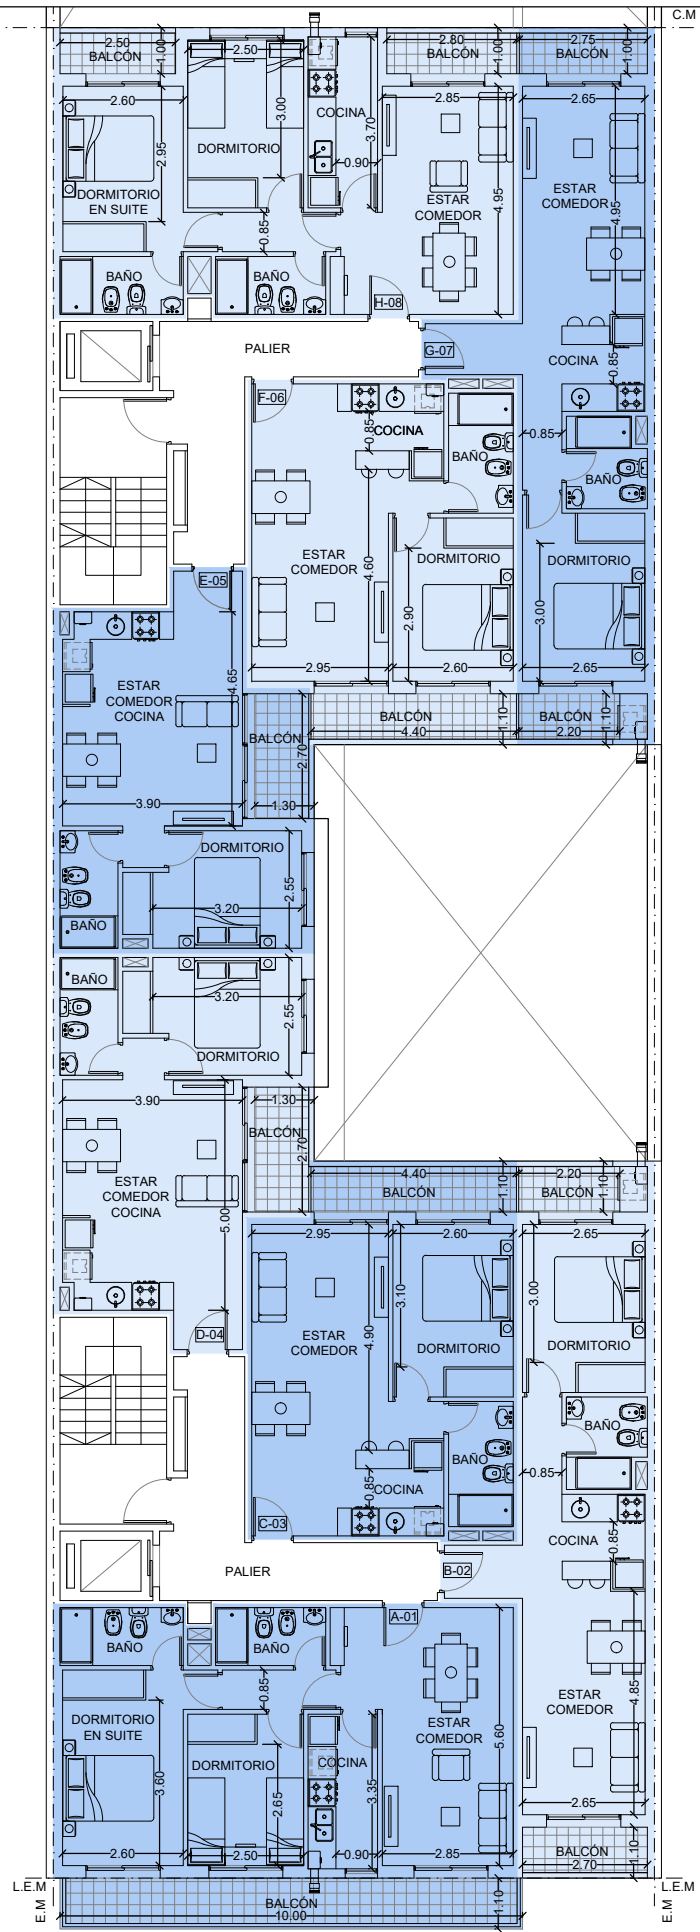 C.M
2.50
BALCÓN
1.00
2.50
2.80
BALCÓN
1.00
2.75
BALCÓN
1.00
2.60
2.95
DORMITORIO
EN SUITE
3.00
DORMITORIO
0.85
COCINA
3.70
0.90
2.85
ESTAR
COMEDOR
4.95
2.65
ESTAR
COMEDOR
4.95
BAÑO
BAÑO
H-08
PALIER
G-07
COCINA
0.85
F-06
COCINA
0.85
BAÑO
0.85
BAÑO
ESTAR
COMEDOR
4.60
DORMITORIO
2.90
DORMITORIO
3.00
E-05
2.95
2.60
2.65
ESTAR
COMEDOR
COCINA
4.65
BALCÓN
2.70
BALCÓN
4.40
1.10
BALCÓN
2.20
1.10
3.90
1.30
DORMITORIO
2.55
3.20
BAÑO
BAÑO
3.20
2.55
DORMITORIO
3.90
1.30
BALCÓN
2.70
ESTAR
COMEDOR
COCINA
5.00
4.40
BALCÓN
1.10
2.20
BALCÓN
1.10
2.95
2.60
2.65
D-04
ESTAR
COMEDOR
4.90
3.10
DORMITORIO
3.00
DORMITORIO
BAÑO
BAÑO
0.85
COCINA
0.85
C-03
COCINA
0.85
PALIER
B-02
A-01
BAÑO
BAÑO
0.85
DORMITORIO
EN SUITE
3.60
DORMITORIO
2.65
COCINA
3.35
ESTAR
COMEDOR
5.60
ESTAR
COMEDOR
4.85
2.60
2.50
0.90
2.85
2.65
BALCÓN
2.70
1.10
L.E.M
L.E.M
E.M
E.M
BALCÓN
10.00
1.10